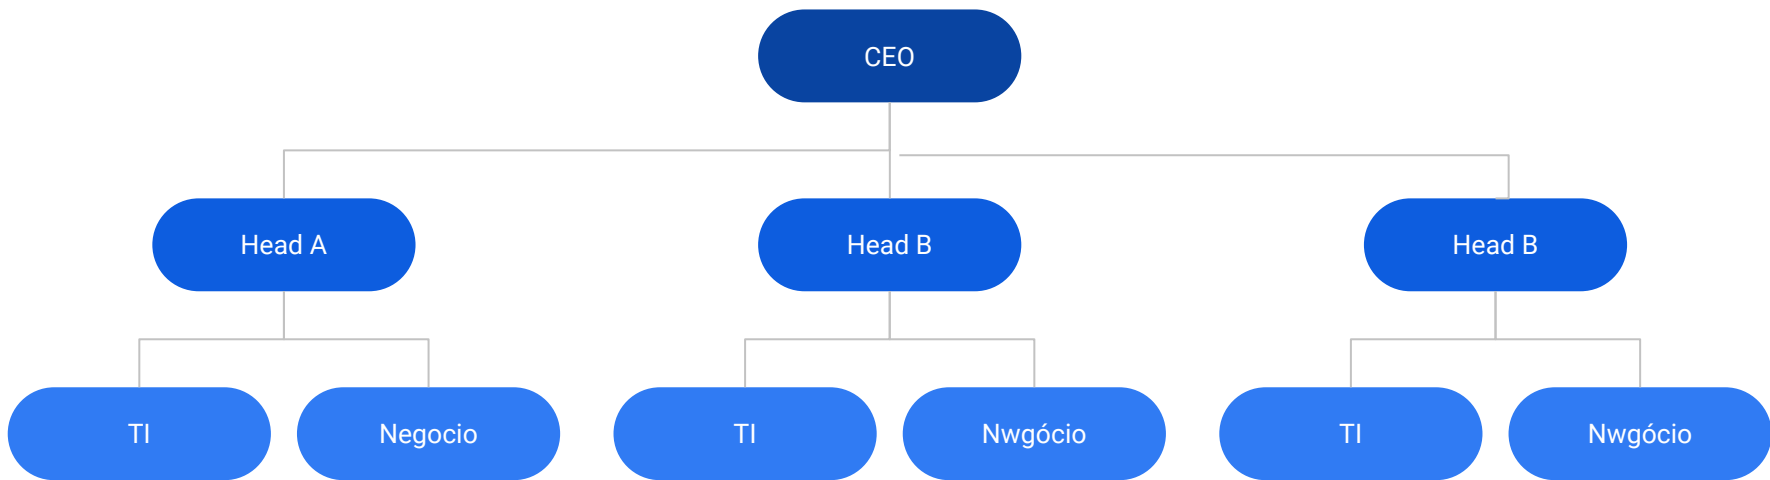 CEO
Head A
Head B
Head B
TI
Negocio
TI
Nwgócio
TI
Nwgócio